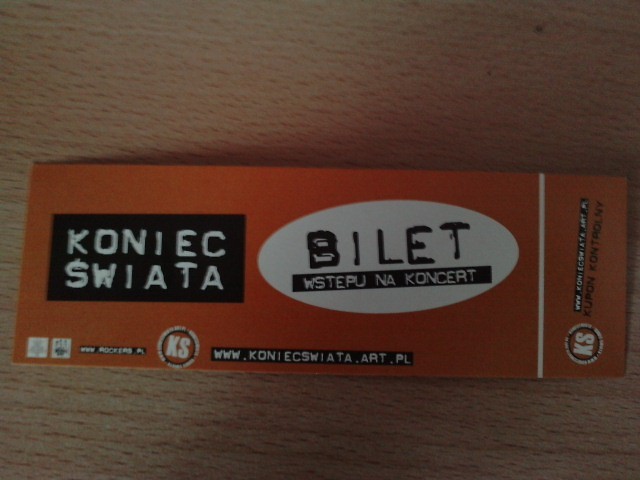 KONIEC
ŚWIATA
BILET
WSTEPU NA KONCERT
WWW.ROCKERS.PL
KS
WWW.KONIECSWIATA.ART.PL
WWW.KONIECSWIATA.ART.PL
KUPON KONTROLNY
KS